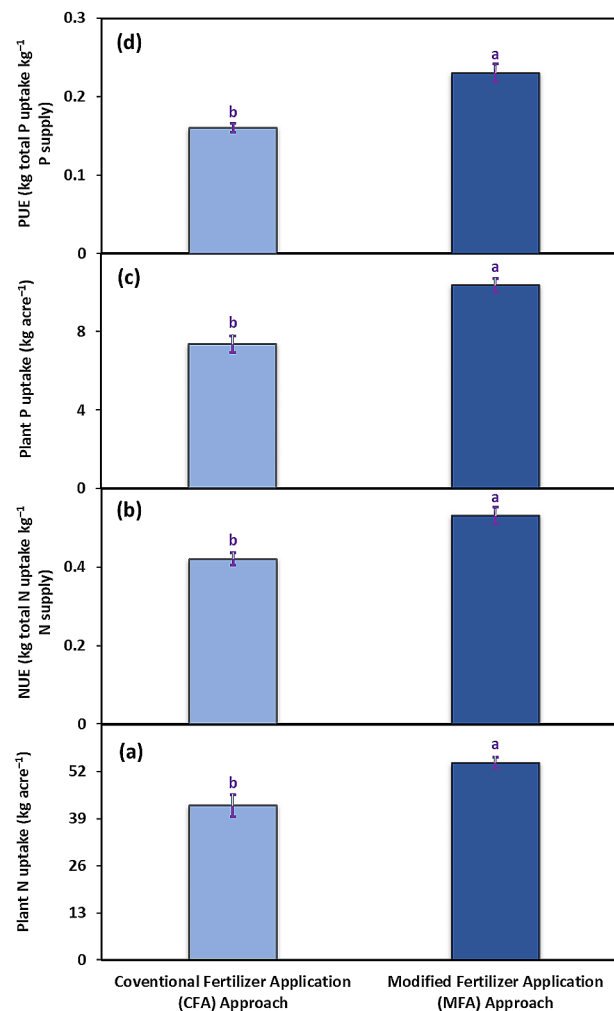 (d)
PUE (kg total P uptake kg⁻¹
P supply)
0.3
0.2
0.1
0
b
a
(c)
Plant P uptake (kg acre⁻¹)
8
4
0
b
a
(b)
NUE (kg total N uptake kg⁻¹
N supply)
0.4
0.2
0
b
a
(a)
Plant N uptake (kg acre⁻¹)
52
39
26
13
0
b
a
Coventional Fertilizer Application
(CFA) Approach
Modified Fertilizer Application
(MFA) Approach